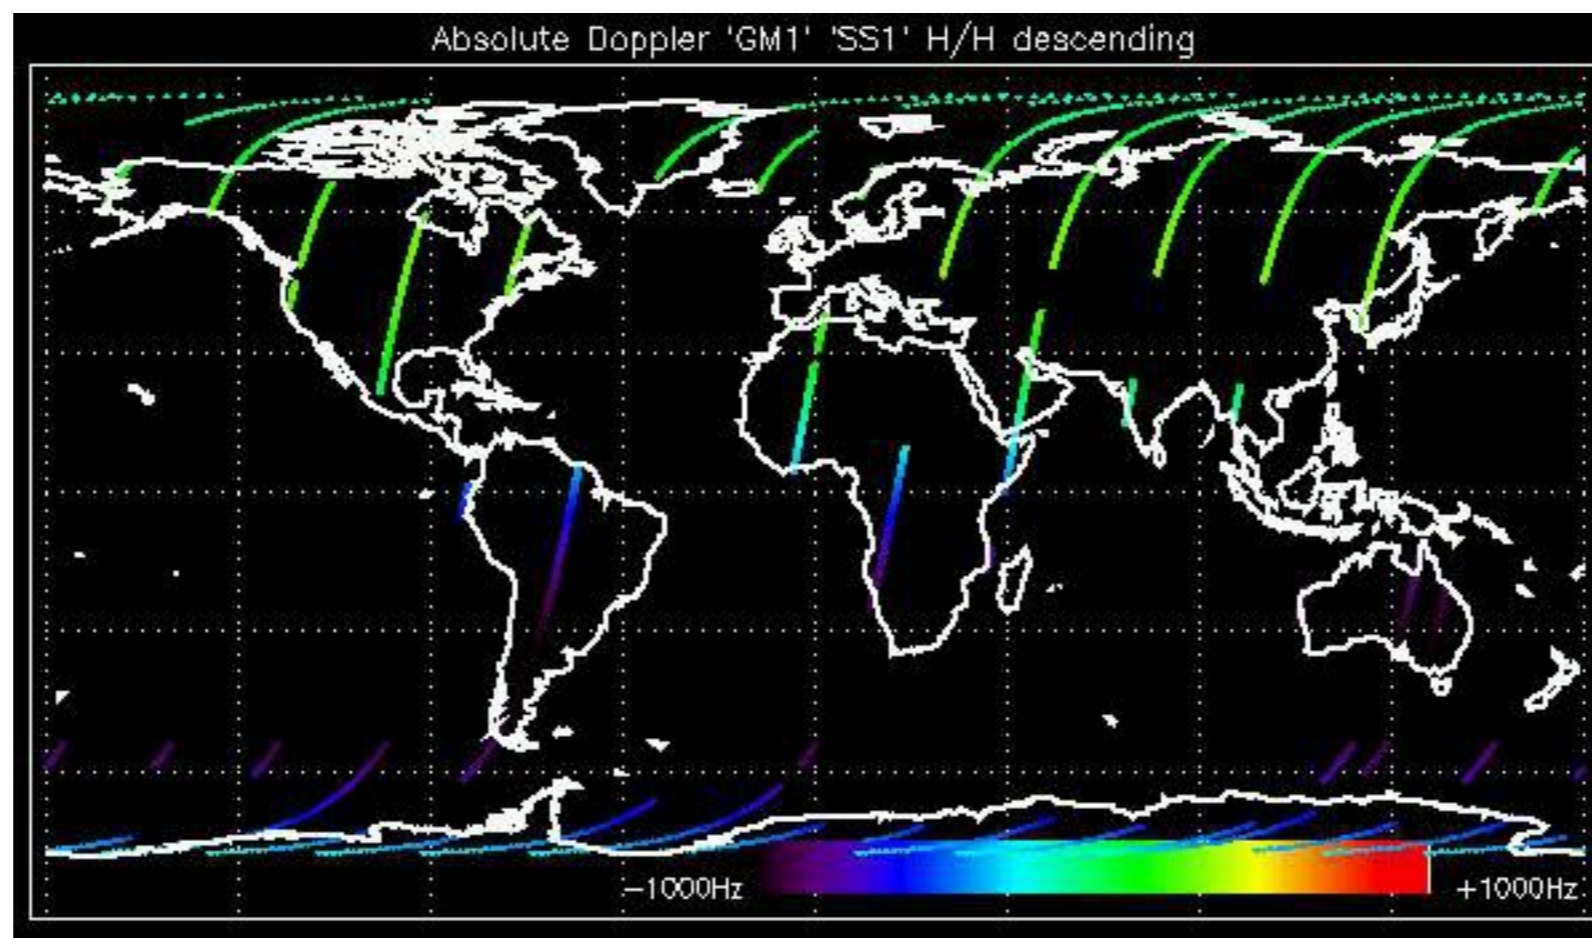 Absolute Doppler 'GM1' 'SS1' H/H descending
−1000Hz +1000Hz